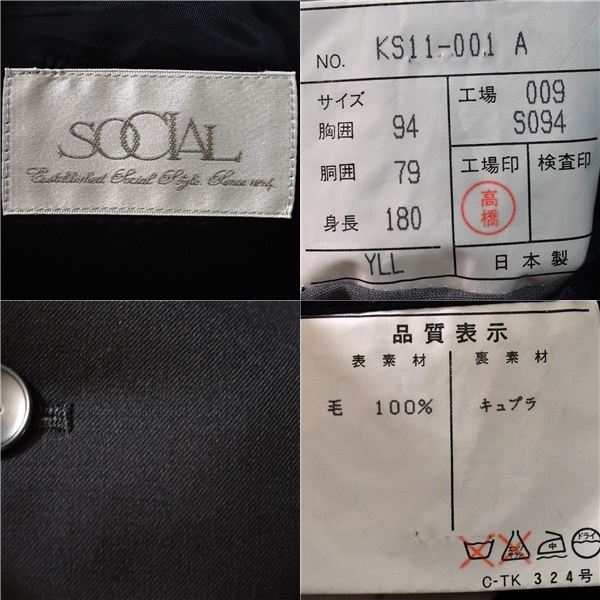 SOCIAL
Established Social Style. Since 1974.
NO. KS11-001 A
サイズ
胸囲 94
胴囲 79
身長 180
YLL
工場 009
S094
工場印 検査印
高橋
日本製
品質表示
表素材 裏素材
毛 100% キュプラ
中 ドライ
C-TK 324号